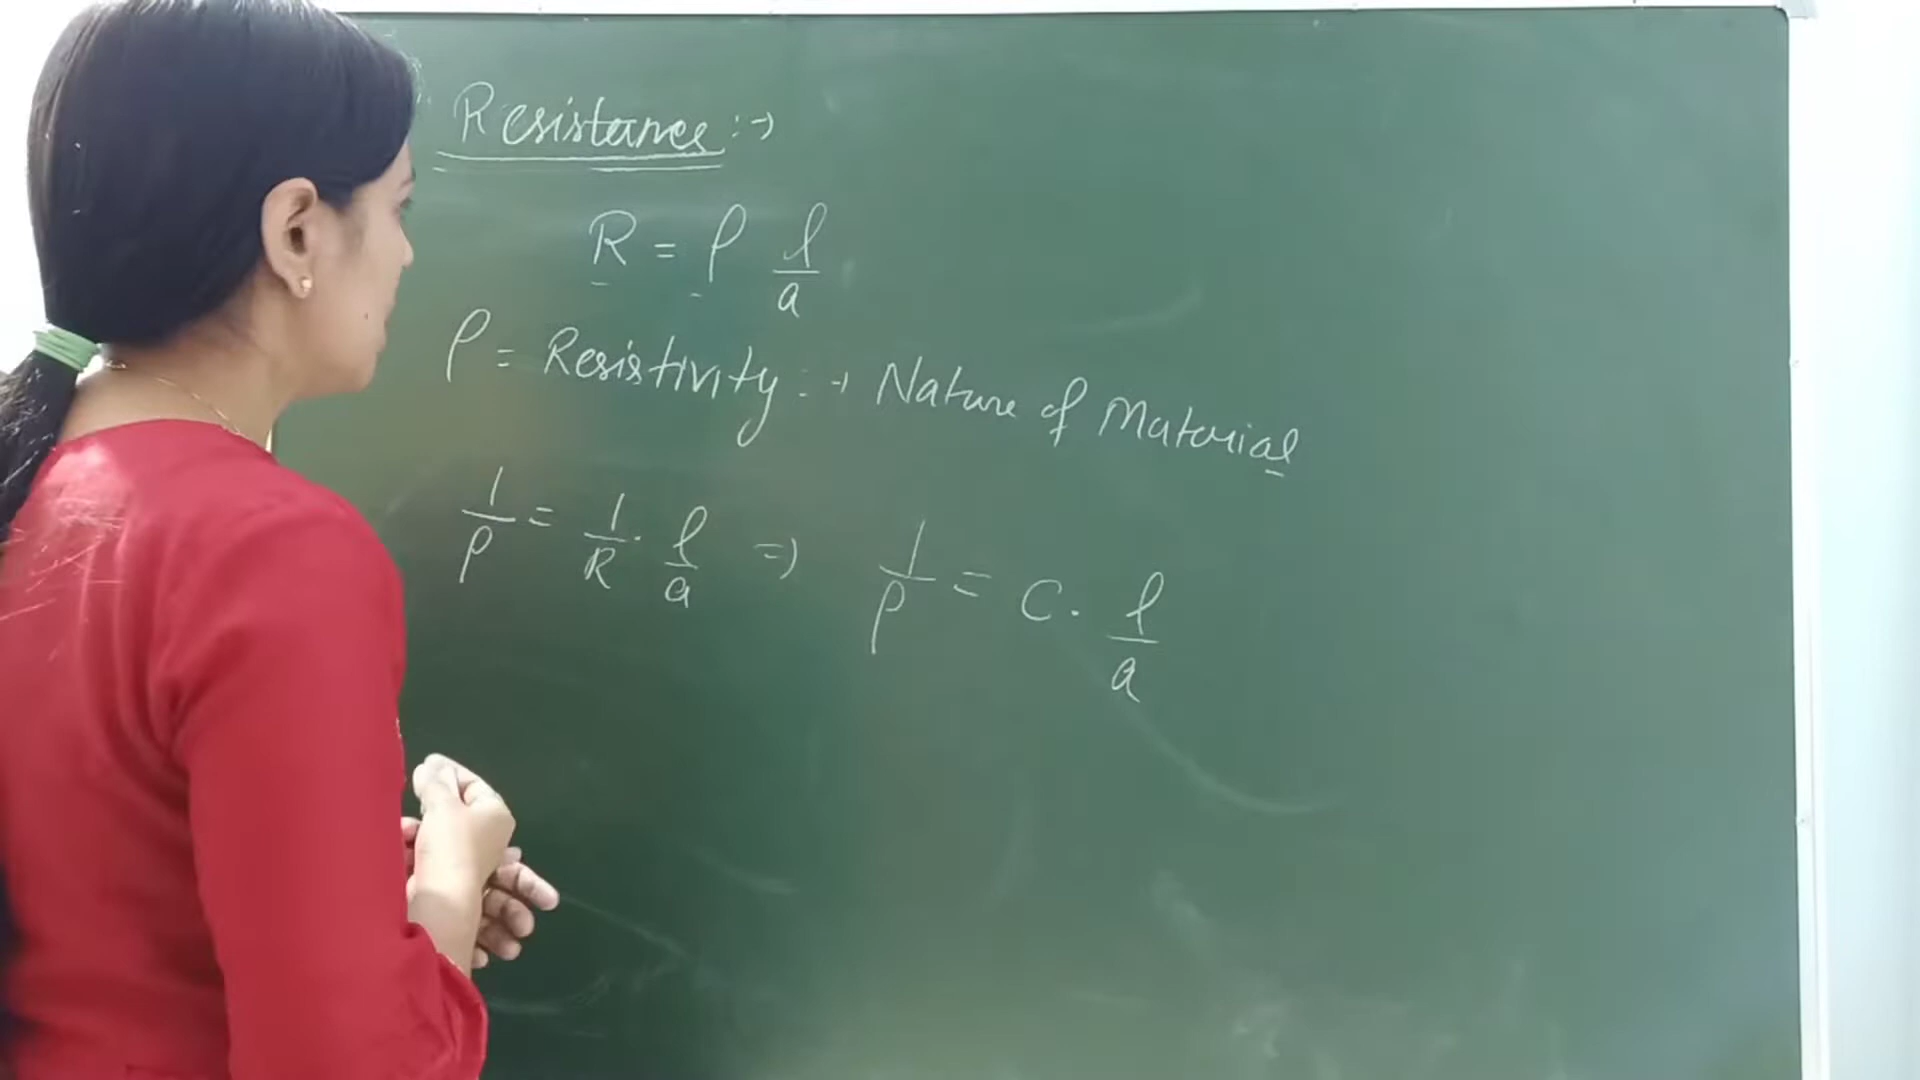 Resistance :→
R = ρ l/a
ρ = Resistivity :→ Nature of Material
1/ρ = 1/R · l/a ⇒ 1/ρ = C · l/a